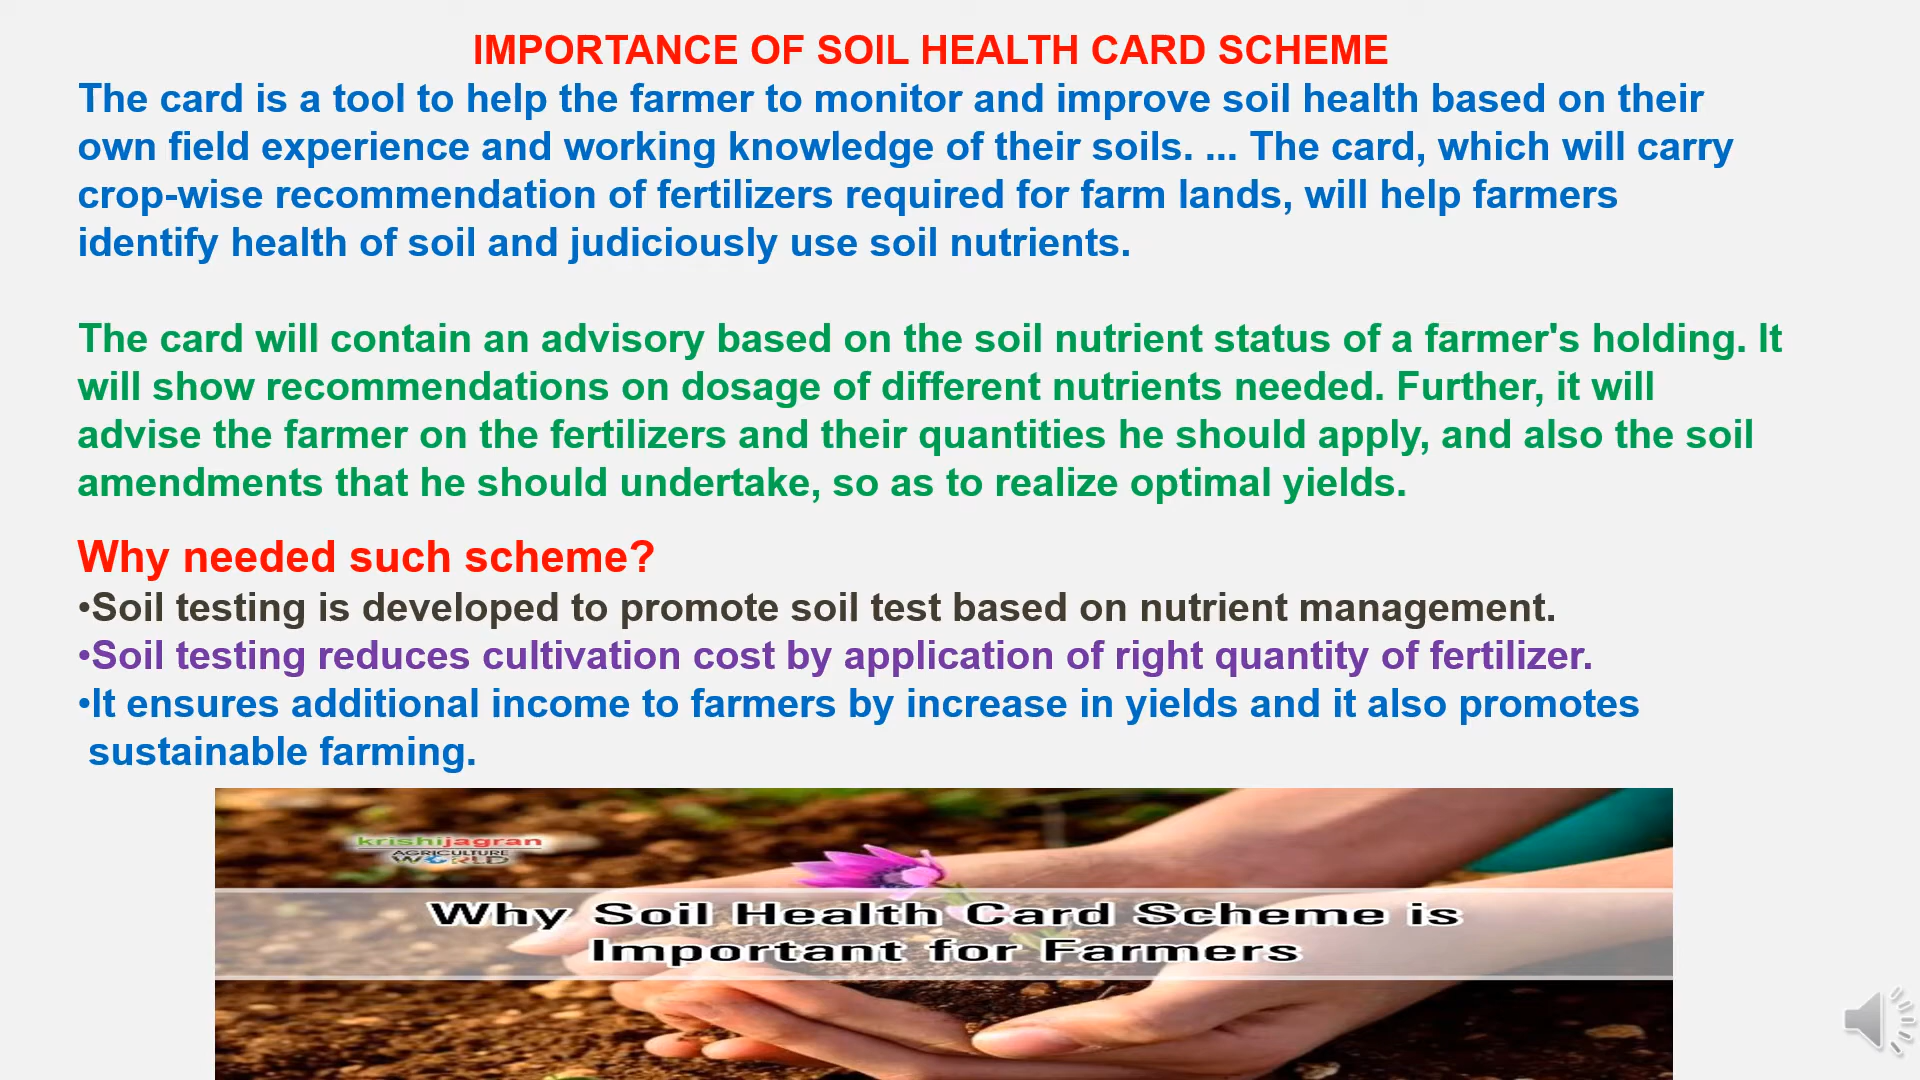 IMPORTANCE OF SOIL HEALTH CARD SCHEME
The card is a tool to help the farmer to monitor and improve soil health based on their
own field experience and working knowledge of their soils. ... The card, which will carry
crop-wise recommendation of fertilizers required for farm lands, will help farmers
identify health of soil and judiciously use soil nutrients.
The card will contain an advisory based on the soil nutrient status of a farmer's holding. It
will show recommendations on dosage of different nutrients needed. Further, it will
advise the farmer on the fertilizers and their quantities he should apply, and also the soil
amendments that he should undertake, so as to realize optimal yields.
Why needed such scheme?
•Soil testing is developed to promote soil test based on nutrient management.
•Soil testing reduces cultivation cost by application of right quantity of fertilizer.
•It ensures additional income to farmers by increase in yields and it also promotes
sustainable farming.
krishijagran
AGRICULTURE
WORLD
Why Soil Health Card Scheme is
Important for Farmers